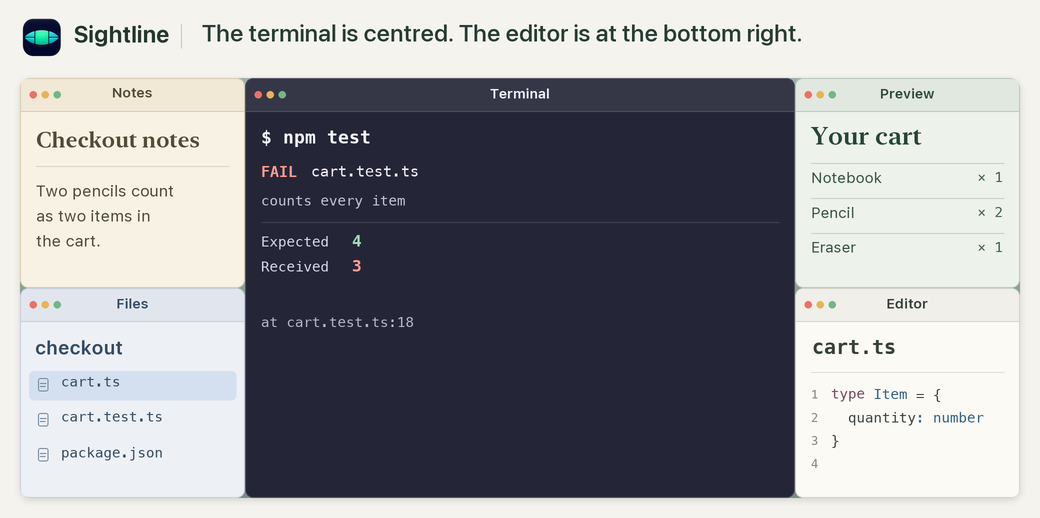 Sightline
The terminal is centred. The editor is at the bottom right.
Notes
Checkout notes
Two pencils count
as two items in
the cart.
Files
checkout
cart.ts
cart.test.ts
package.json
Terminal
$ npm test
FAIL cart.test.ts
counts every item
Expected 4
Received 3
at cart.test.ts:18
Preview
Your cart
Notebook × 1
Pencil × 2
Eraser × 1
Editor
cart.ts
1 type Item = {
2 quantity: number
3 }
4